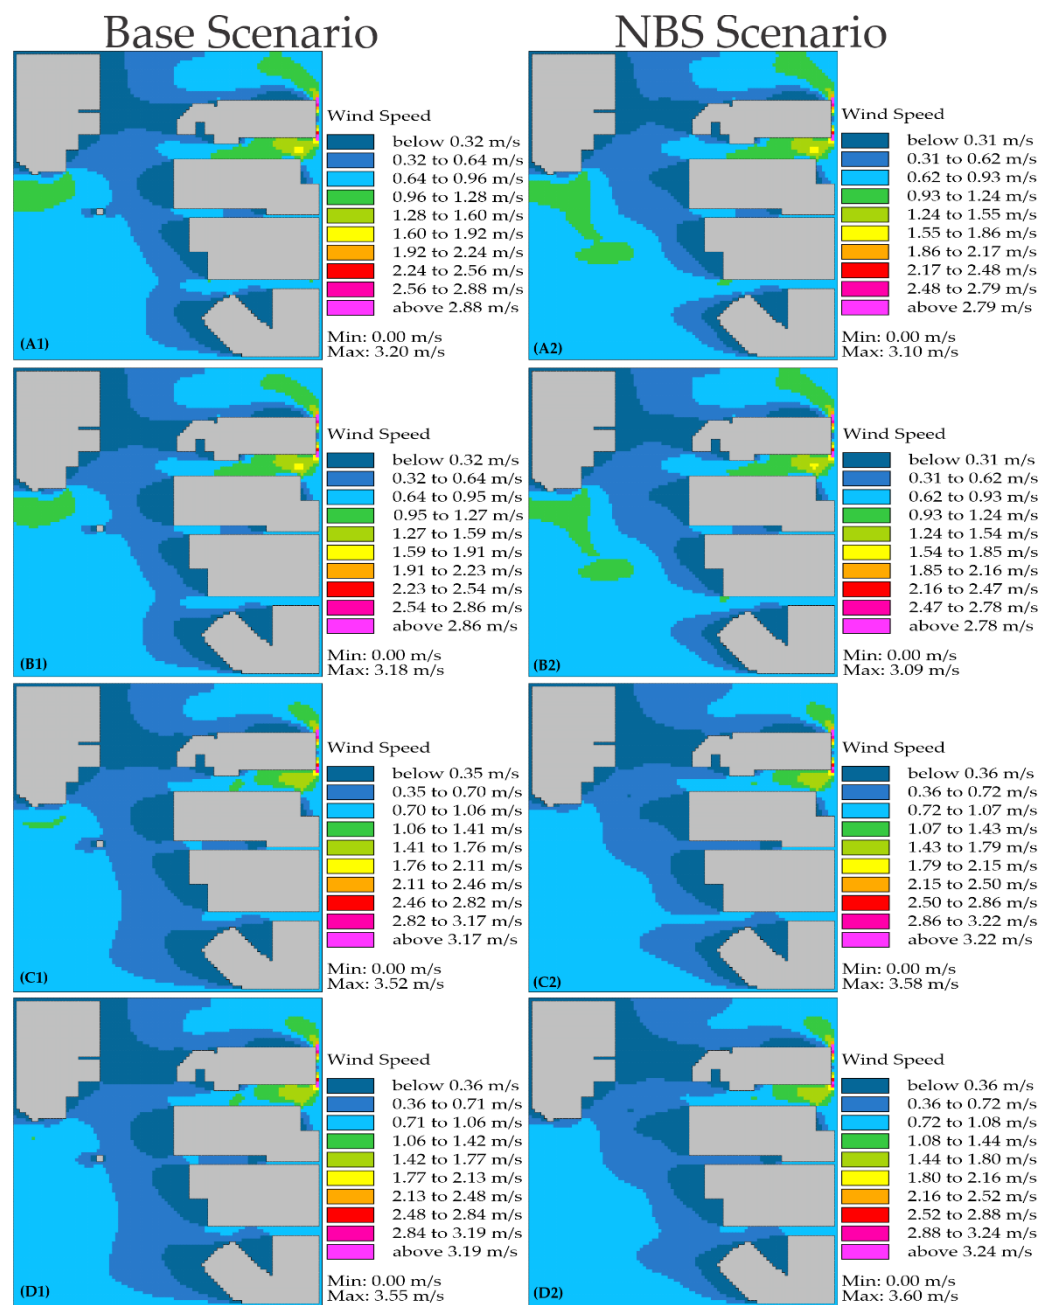 Base Scenario
NBS Scenario
Wind Speed
below 0.32 m/s
0.32 to 0.64 m/s
0.64 to 0.96 m/s
0.96 to 1.28 m/s
1.28 to 1.60 m/s
1.60 to 1.92 m/s
1.92 to 2.24 m/s
2.24 to 2.56 m/s
2.56 to 2.88 m/s
above 2.88 m/s
Min: 0.00 m/s
Max: 3.20 m/s
(A1)
Wind Speed
below 0.31 m/s
0.31 to 0.62 m/s
0.62 to 0.93 m/s
0.93 to 1.24 m/s
1.24 to 1.55 m/s
1.55 to 1.86 m/s
1.86 to 2.17 m/s
2.17 to 2.48 m/s
2.48 to 2.79 m/s
above 2.79 m/s
Min: 0.00 m/s
Max: 3.10 m/s
(A2)
Wind Speed
below 0.32 m/s
0.32 to 0.64 m/s
0.64 to 0.95 m/s
0.95 to 1.27 m/s
1.27 to 1.59 m/s
1.59 to 1.91 m/s
1.91 to 2.23 m/s
2.23 to 2.54 m/s
2.54 to 2.86 m/s
above 2.86 m/s
Min: 0.00 m/s
Max: 3.18 m/s
(B1)
Wind Speed
below 0.31 m/s
0.31 to 0.62 m/s
0.62 to 0.93 m/s
0.93 to 1.24 m/s
1.24 to 1.54 m/s
1.54 to 1.85 m/s
1.85 to 2.16 m/s
2.16 to 2.47 m/s
2.47 to 2.78 m/s
above 2.78 m/s
Min: 0.00 m/s
Max: 3.09 m/s
(B2)
Wind Speed
below 0.35 m/s
0.35 to 0.70 m/s
0.70 to 1.06 m/s
1.06 to 1.41 m/s
1.41 to 1.76 m/s
1.76 to 2.11 m/s
2.11 to 2.46 m/s
2.46 to 2.82 m/s
2.82 to 3.17 m/s
above 3.17 m/s
Min: 0.00 m/s
Max: 3.52 m/s
(C1)
Wind Speed
below 0.36 m/s
0.36 to 0.72 m/s
0.72 to 1.07 m/s
1.07 to 1.43 m/s
1.43 to 1.79 m/s
1.79 to 2.15 m/s
2.15 to 2.50 m/s
2.50 to 2.86 m/s
2.86 to 3.22 m/s
above 3.22 m/s
Min: 0.00 m/s
Max: 3.58 m/s
(C2)
Wind Speed
below 0.36 m/s
0.36 to 0.71 m/s
0.71 to 1.06 m/s
1.06 to 1.42 m/s
1.42 to 1.77 m/s
1.77 to 2.13 m/s
2.13 to 2.48 m/s
2.48 to 2.84 m/s
2.84 to 3.19 m/s
above 3.19 m/s
Min: 0.00 m/s
Max: 3.55 m/s
(D1)
Wind Speed
below 0.36 m/s
0.36 to 0.72 m/s
0.72 to 1.08 m/s
1.08 to 1.44 m/s
1.44 to 1.80 m/s
1.80 to 2.16 m/s
2.16 to 2.52 m/s
2.52 to 2.88 m/s
2.88 to 3.24 m/s
above 3.24 m/s
Min: 0.00 m/s
Max: 3.60 m/s
(D2)